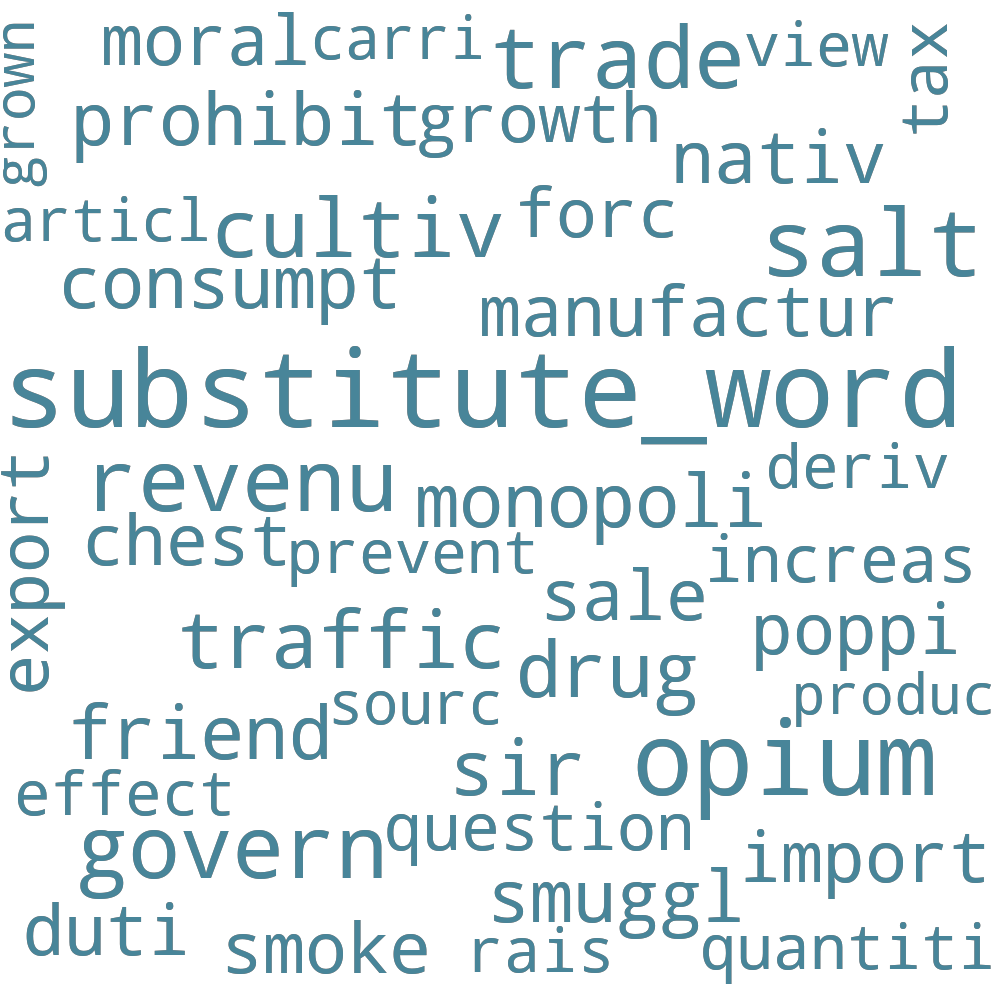 grown
moral
carri
trade
view
tax
prohibit
growth
nativ
articl
cultiv
forc
salt
consumpt
manufactur
substitute_word
export
revenu
monopoli
deriv
chest
prevent
increas
sale
poppi
traffic
drug
produc
friend
sourc
sir
opium
effect
govern
question
import
smuggl
duti
smoke
rais
quantiti